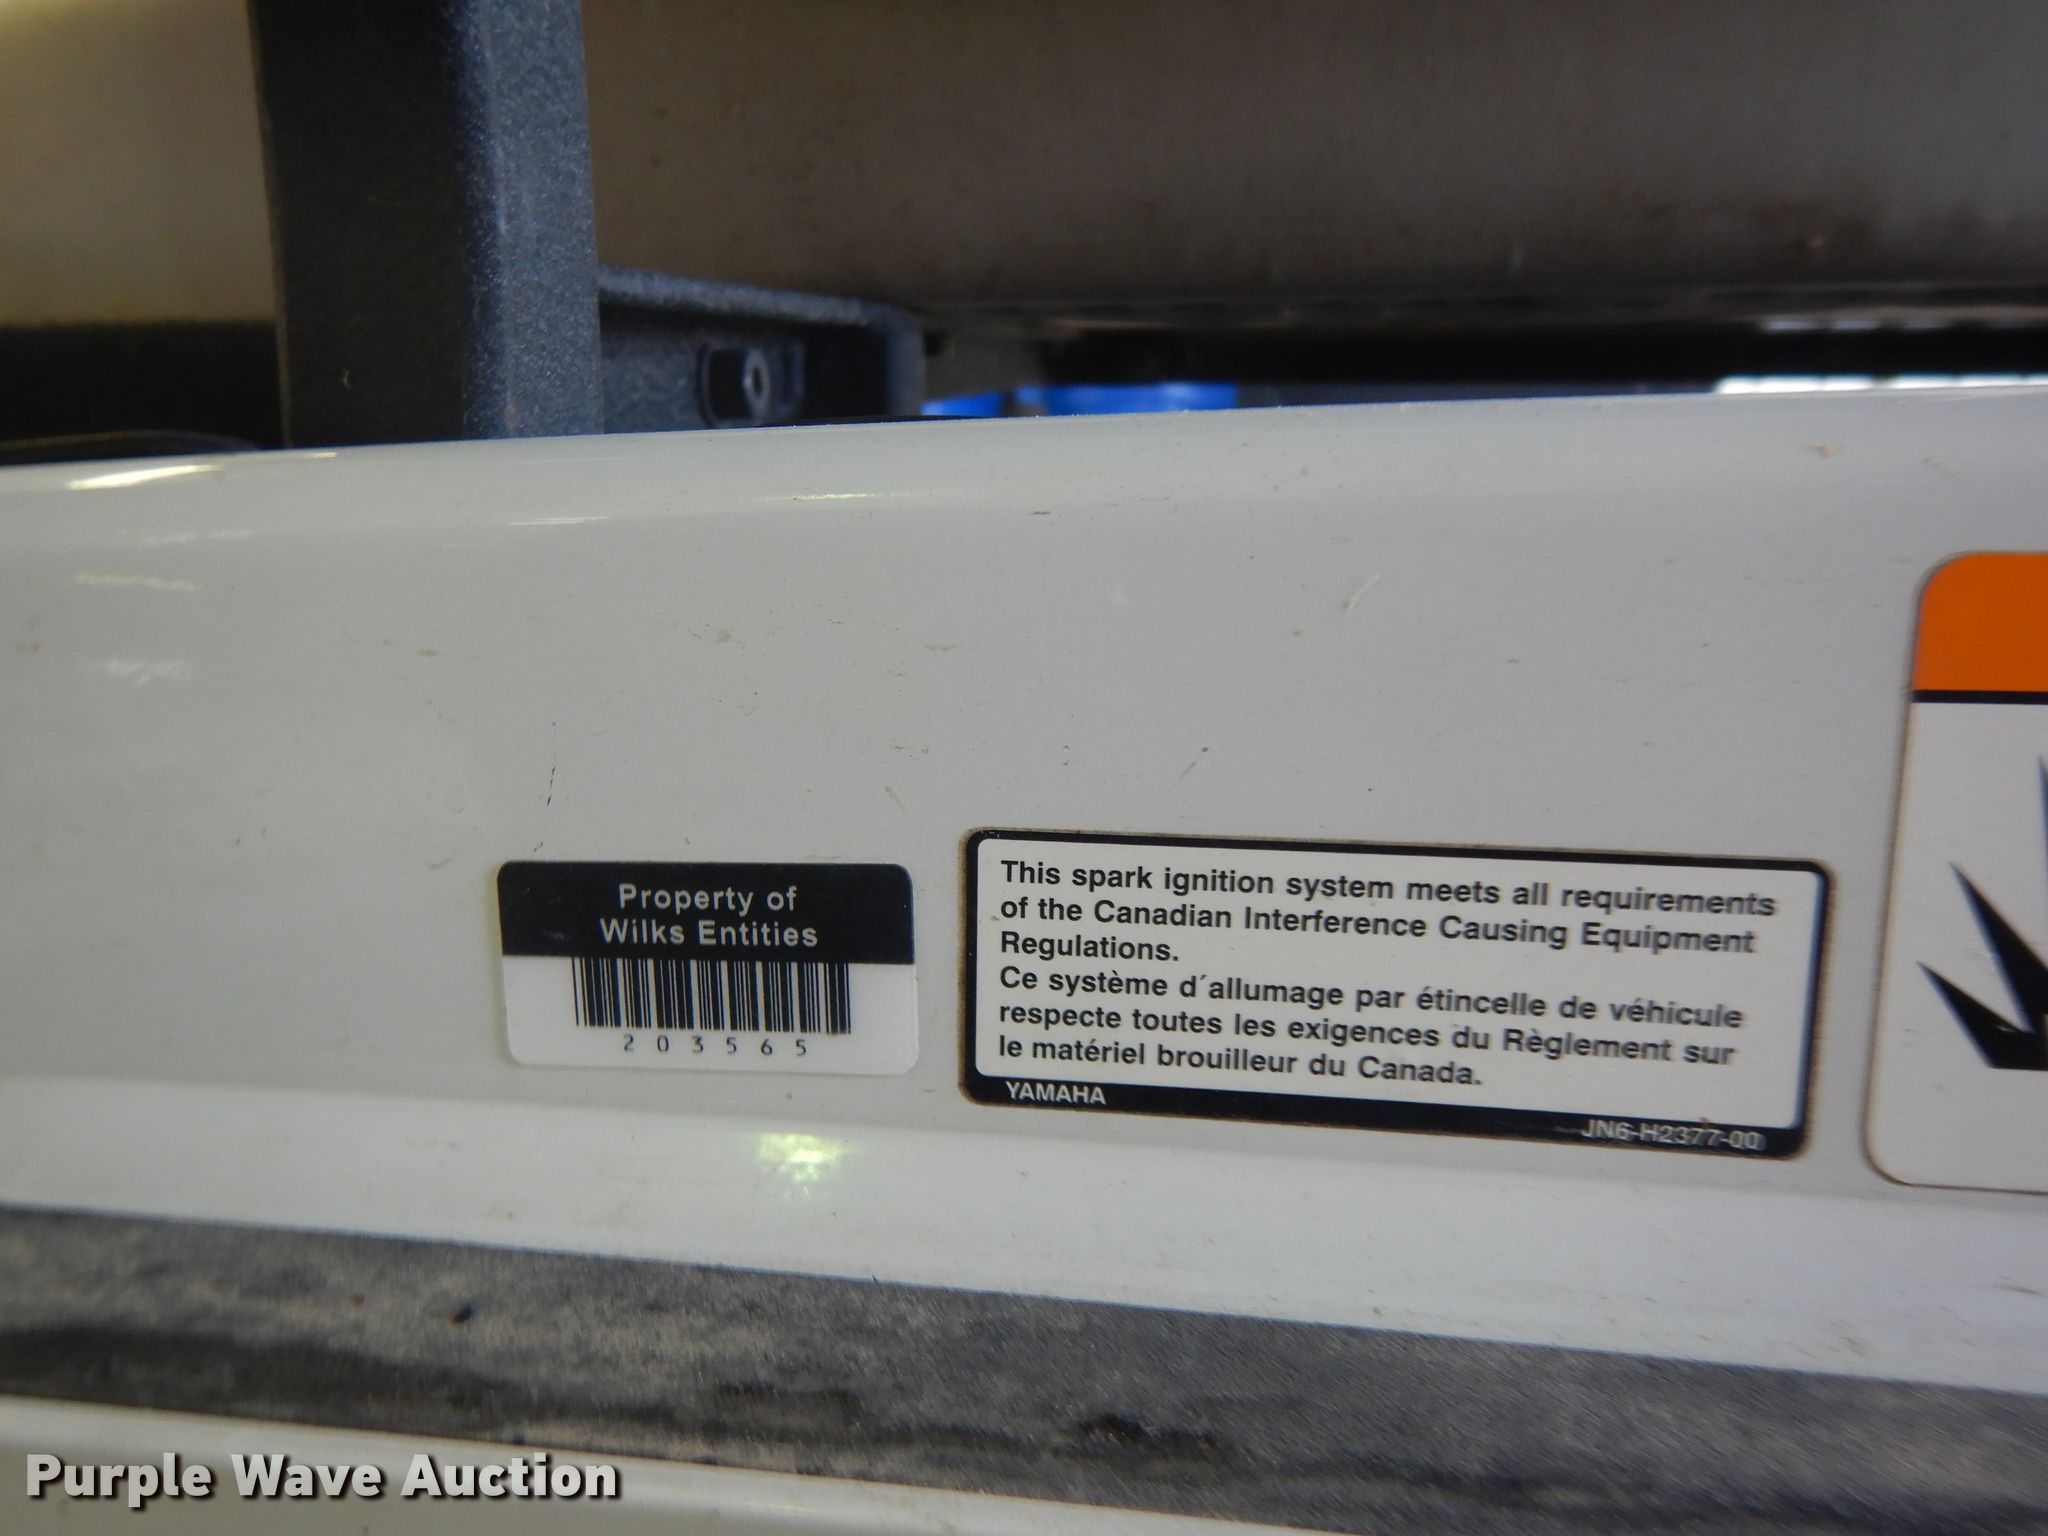 Property of
Wilks Entities
203565
This spark ignition system meets all requirements
of the Canadian Interference Causing Equipment
Regulations.
Ce système d´allumage par étincelle de véhicule
respecte toutes les exigences du Règlement sur
le matériel brouilleur du Canada.
YAMAHA
JN6-H2377-00
Purple Wave Auction